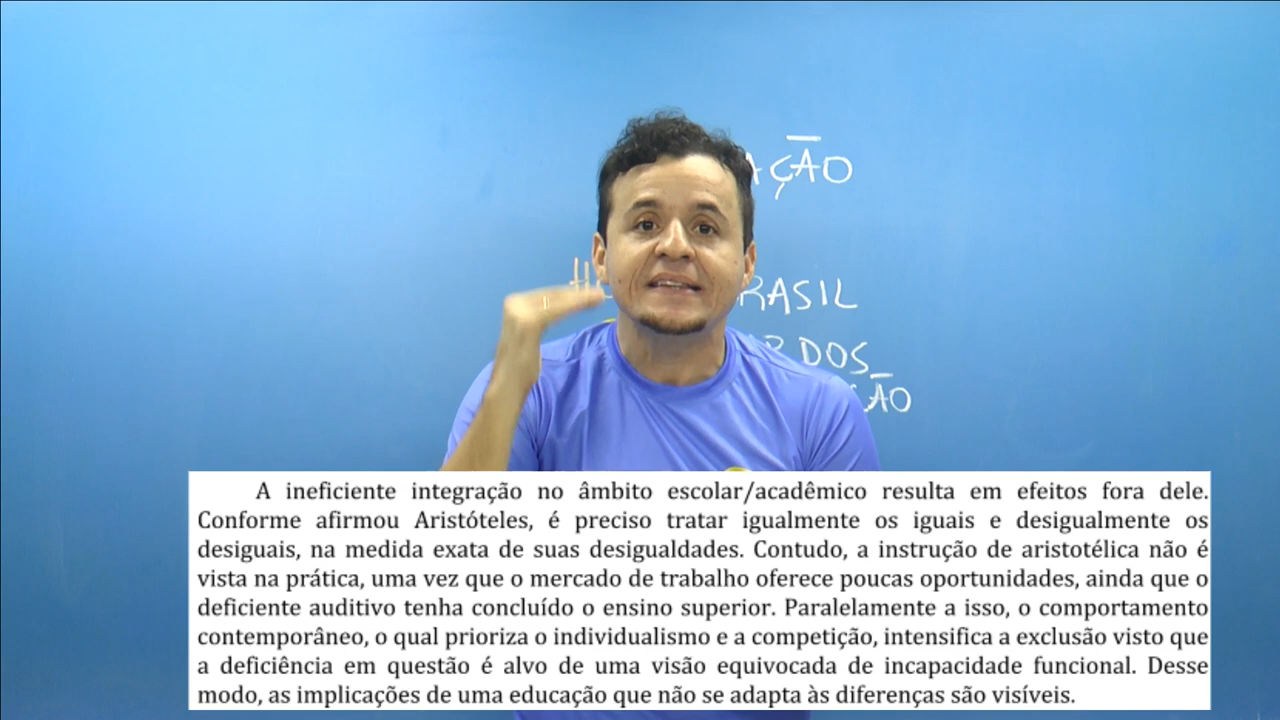 AÇÃO
RASIL
DOS
ÇÃO
A ineficiente integração no âmbito escolar/acadêmico resulta em efeitos fora dele.
Conforme afirmou Aristóteles, é preciso tratar igualmente os iguais e desigualmente os
desiguais, na medida exata de suas desigualdades. Contudo, a instrução de aristotélica não é
vista na prática, uma vez que o mercado de trabalho oferece poucas oportunidades, ainda que o
deficiente auditivo tenha concluído o ensino superior. Paralelamente a isso, o comportamento
contemporâneo, o qual prioriza o individualismo e a competição, intensifica a exclusão visto que
a deficiência em questão é alvo de uma visão equivocada de incapacidade funcional. Desse
modo, as implicações de uma educação que não se adapta às diferenças são visíveis.